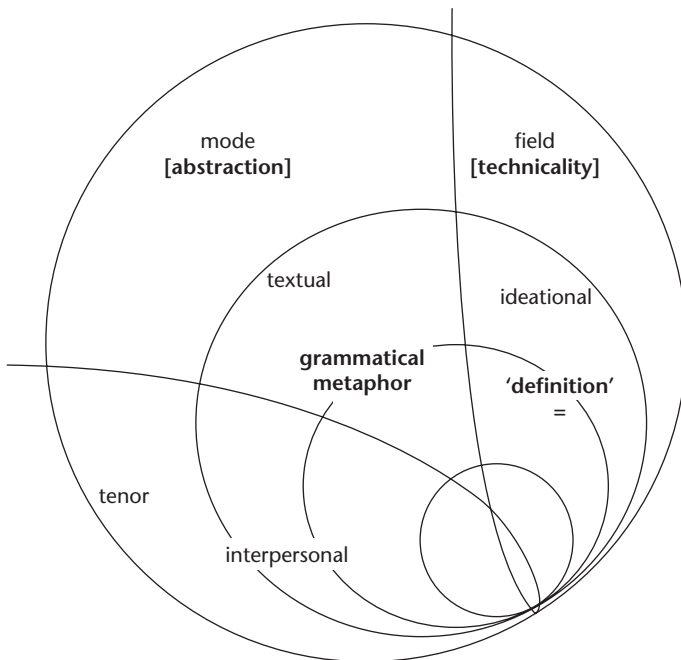 mode
[abstraction]
field
[technicality]
textual
ideational
grammatical
metaphor
‘definition’
=
tenor
interpersonal